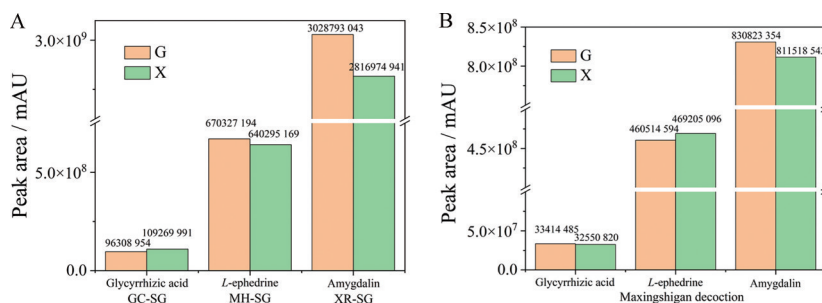 A
G
X
Peak area / mAU
3.0×10⁹
5.0×10⁸
0.0
96308 954
109269 991
670327 194
640295 169
3028793 043
2816974 941
Glycyrrhizic acid
GC-SG
L-ephedrine
MH-SG
Amygdalin
XR-SG
B
G
X
Peak area / mAU
8.5×10⁸
8.0×10⁸
4.5×10⁸
5.0×10⁷
0.0
33414 485
32550 820
460514 594
469205 096
830823 354
Glycyrrhizic acid
L-ephedrine
Amygdalin
Maxingshigan decoction